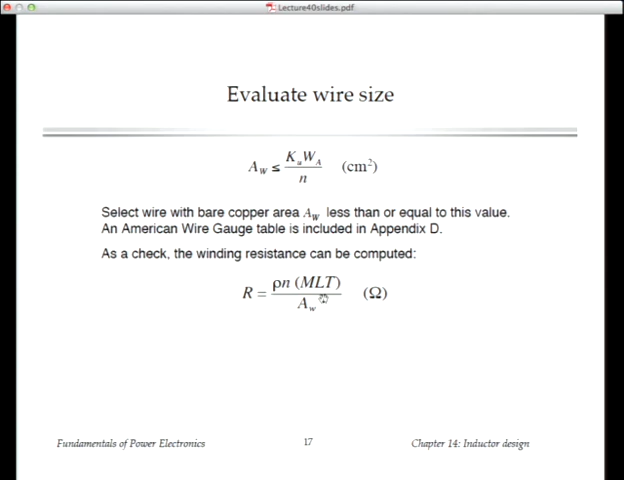 Lecture40slides.pdf
Evaluate wire size
A_W ≤ K_u W_A / n (cm²)
Select wire with bare copper area A_W less than or equal to this value.
An American Wire Gauge table is included in Appendix D.
As a check, the winding resistance can be computed:
R = ρn (MLT) / A_w (Ω)
Fundamentals of Power Electronics 17 Chapter 14: Inductor design